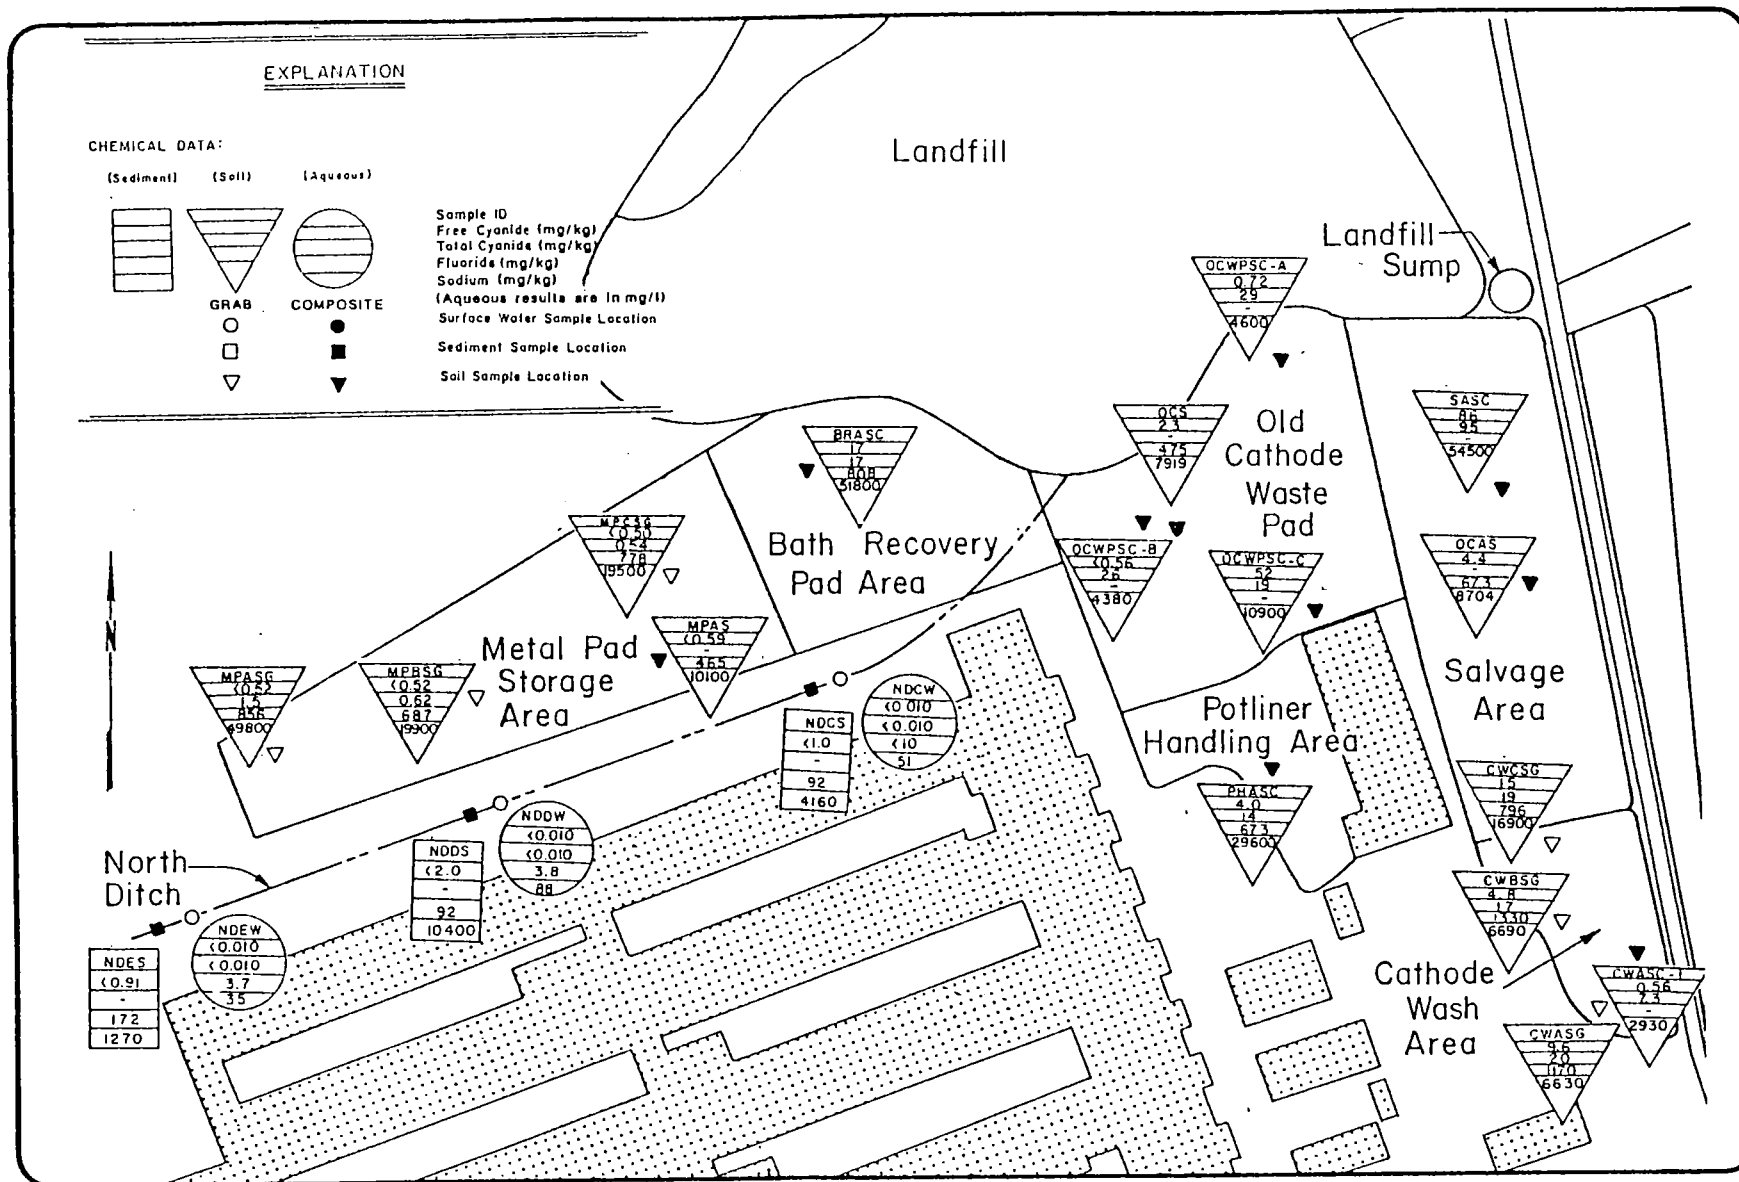 EXPLANATION
CHEMICAL DATA:
(Sediment) (Soil) (Aqueous)
Sample ID
Free Cyanide (mg/kg)
Total Cyanide (mg/kg)
Fluoride (mg/kg)
Sodium (mg/kg)
(Aqueous results are In mg/l)
GRAB COMPOSITE
Surface Water Sample Location
Sediment Sample Location
Soil Sample Location
Landfill
Landfill
Sump
OCWPSC-A
0.72
29
-
4600
OCS
2.3
-
475
7919
Old
Cathode
Waste
Pad
SASC
86
95
-
54500
BRASC
17
17
808
51800
MPCSG
<0.50
0.54
778
19500
Bath Recovery
Pad Area
OCWPSC-B
<0.56
26
-
4380
OCWPSC-C
52
19
-
10900
OCAS
4.4
-
673
8704
N
MPAS
<0.59
-
465
10100
Metal Pad
Storage
Area
MPASG
<0.52
1.5
856
49800
MPBSG
<0.52
0.62
687
19900
Salvage
Area
NDCW
<0.010
<0.010
<10
51
NDCS
<1.0
-
92
4160
Potliner
Handling Area
PHASC
4.0
14
673
29600
CWCSG
15
19
796
16900
NDDW
<0.010
<0.010
3.8
88
NDDS
<2.0
-
92
10400
North
Ditch
CWBSG
4.8
17
1330
6690
NDEW
<0.010
<0.010
3.7
35
NDES
<0.91
-
172
1270
Cathode
Wash
Area
CWASC-1
0.56
7.3
-
2930
CWASG
9.6
20
1170
6630